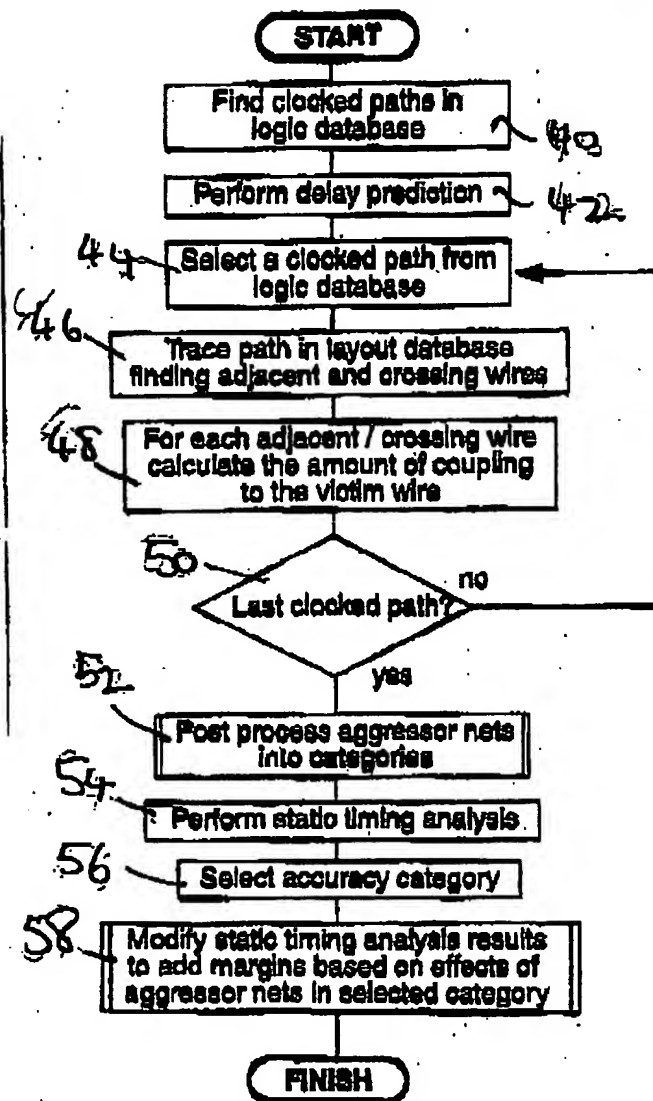 START
Find clocked paths in
logic database
40
Perform delay prediction
42
44
Select a clocked path from
logic database
46
Trace path in layout database
finding adjacent and crossing wires
48
For each adjacent / crossing wire
calculate the amount of coupling
to the victim wire
50
Last clocked path?
no
yes
52
Post process aggressor nets
into categories
54
Perform static timing analysis
56
Select accuracy category
58
Modify static timing analysis results
to add margins based on effects of
aggressor nets in selected category
FINISH